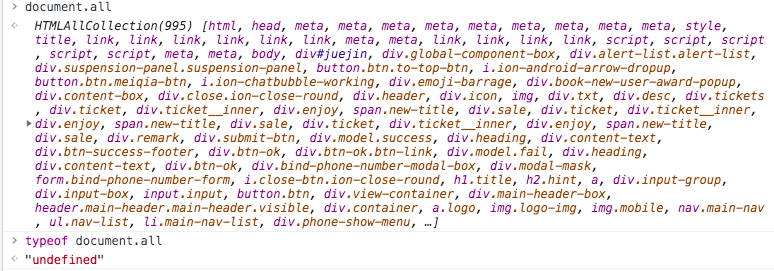 document.all
HTMLAllCollection(995) [html, head, meta, meta, meta, meta, meta, meta, meta, meta, meta, style,
title, link, link, link, link, link, link, meta, meta, link, link, link, link, script, script, script
, script, script, meta, meta, body, div#juejin, div.global-component-box, div.alert-list.alert-list,
div.suspension-panel.suspension-panel, button.btn.to-top-btn, i.ion-android-arrow-dropup,
button.btn.meiqia-btn, i.ion-chatbubble-working, div.emoji-barrage, div.book-new-user-award-popup,
div.content-box, div.close.ion-close-round, div.header, div.icon, img, div.txt, div.desc, div.tickets
, div.ticket, div.ticket__inner, div.enjoy, span.new-title, div.sale, div.ticket, div.ticket__inner,
div.enjoy, span.new-title, div.sale, div.ticket, div.ticket__inner, div.enjoy, span.new-title,
div.sale, div.remark, div.submit-btn, div.model.success, div.heading, div.content-text,
div.btn-success-footer, div.btn-ok, div.btn-ok.btn-link, div.model.fail, div.heading,
div.content-text, div.btn-ok, div.bind-phone-number-modal-box, div.modal-mask,
form.bind-phone-number-form, i.close-btn.ion-close-round, h1.title, h2.hint, a, div.input-group,
div.input-box, input.input, button.btn, div.view-container, div.main-header-box,
header.main-header.main-header.visible, div.container, a.logo, img.logo-img, img.mobile, nav.main-nav
, ul.nav-list, li.main-nav-list, div.phone-show-menu, …]
typeof document.all
"undefined"